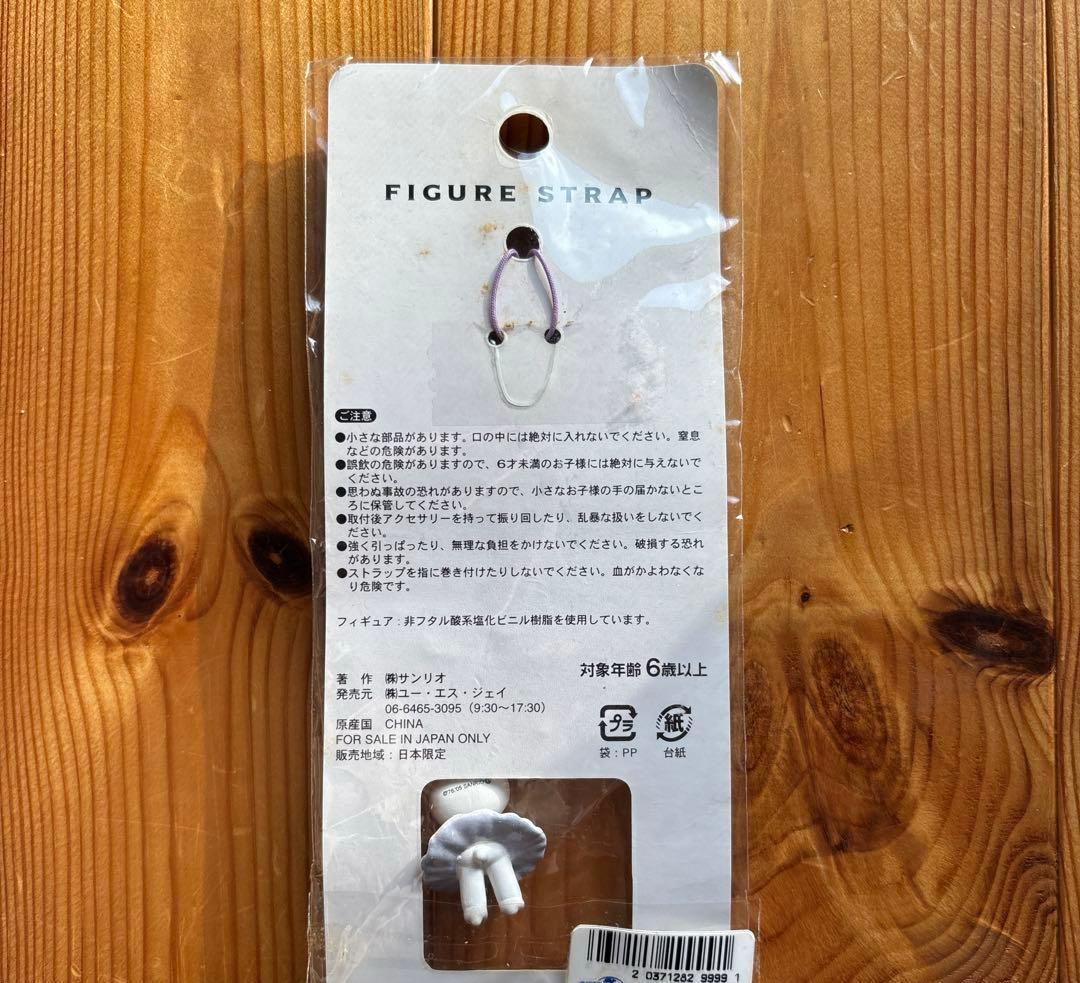 FIGURE STRAP
ご注意
●小さな部品があります。口の中には絶対に入れないでください。窒息
などの危険があります。
●誤飲の危険がありますので、6才未満のお子様には絶対に与えないで
ください。
●思わぬ事故の恐れがありますので、小さなお子様の手の届かないとこ
ろに保管してください。
●取付後アクセサリーを持って振り回したり、乱暴な扱いをしないでく
ださい。
●強く引っぱったり、無理な負担をかけないでください。破損する恐れ
があります。
●ストラップを指に巻き付けたりしないでください。血がかよわなくな
り危険です。
フィギュア：非フタル酸系塩化ビニル樹脂を使用しています。
対象年齢 6歳以上
著 作 ㈱サンリオ
発売元 ㈱ユー・エス・ジェイ
06-6465-3095（9:30〜17:30）
原産国 CHINA
FOR SALE IN JAPAN ONLY
販売地域：日本限定
プラ 紙
袋：PP 台紙
©76,'05 SANRIO
2 0371282 9999 1